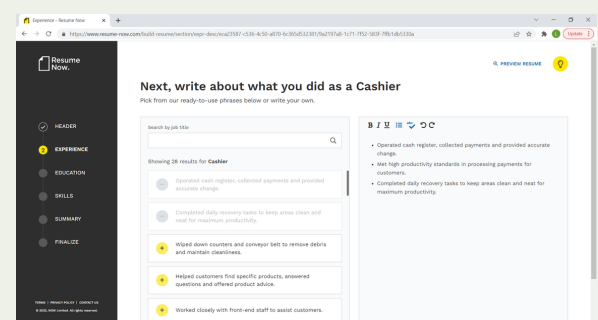 Experience - Resume Now
https://www.resume-now.com/build-resume/section/expr-desc/
Update
Resume
Now.
PREVIEW RESUME
Next, write about what you did as a Cashier
Pick from our ready-to-use phrases below or write your own.
HEADER
2 EXPERIENCE
EDUCATION
SKILLS
SUMMARY
FINALIZE
TERMS | PRIVACY POLICY | CONTACT US
© 2022, NOW Limited. All rights reserved.
Search by job title
Showing 26 results for Cashier
Operated cash register, collected payments and provided
accurate change.
Completed daily recovery tasks to keep areas clean and
neat for maximum productivity.
Wiped down counters and conveyor belt to remove debris
and maintain cleanliness.
Helped customers find specific products, answered
questions and offered product advice.
Worked closely with front-end staff to assist customers.
B I U
Operated cash register, collected payments and provided accurate
change.
Met high productivity standards in processing payments for
customers.
Completed daily recovery tasks to keep areas clean and neat for
maximum productivity.